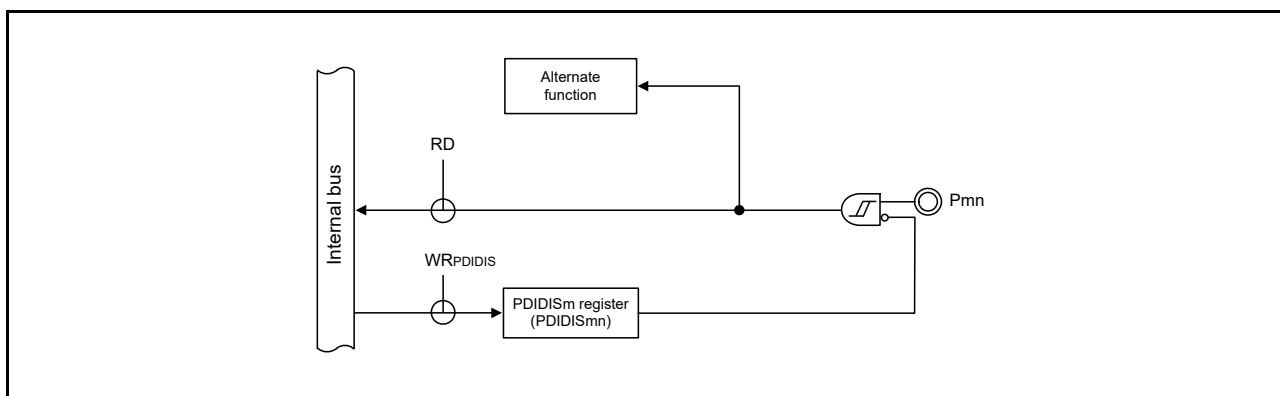 Alternate
function
RD
Internal bus
Pmn
WRPDIDIS
PDIDISm register
(PDIDISmn)